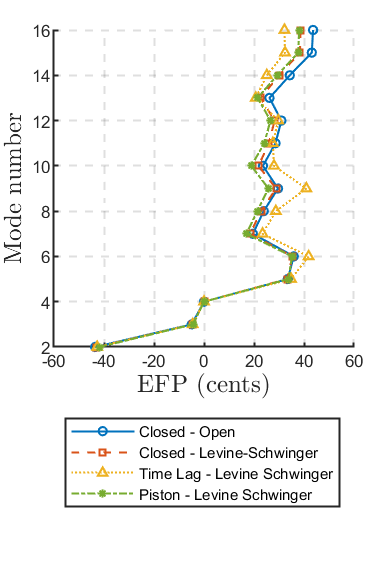 16
14
12
10
8
6
4
2
Mode number
-60 -40 -20 0 20 40 60
EFP (cents)
Closed - Open
Closed - Levine-Schwinger
Time Lag - Levine Schwinger
Piston - Levine Schwinger